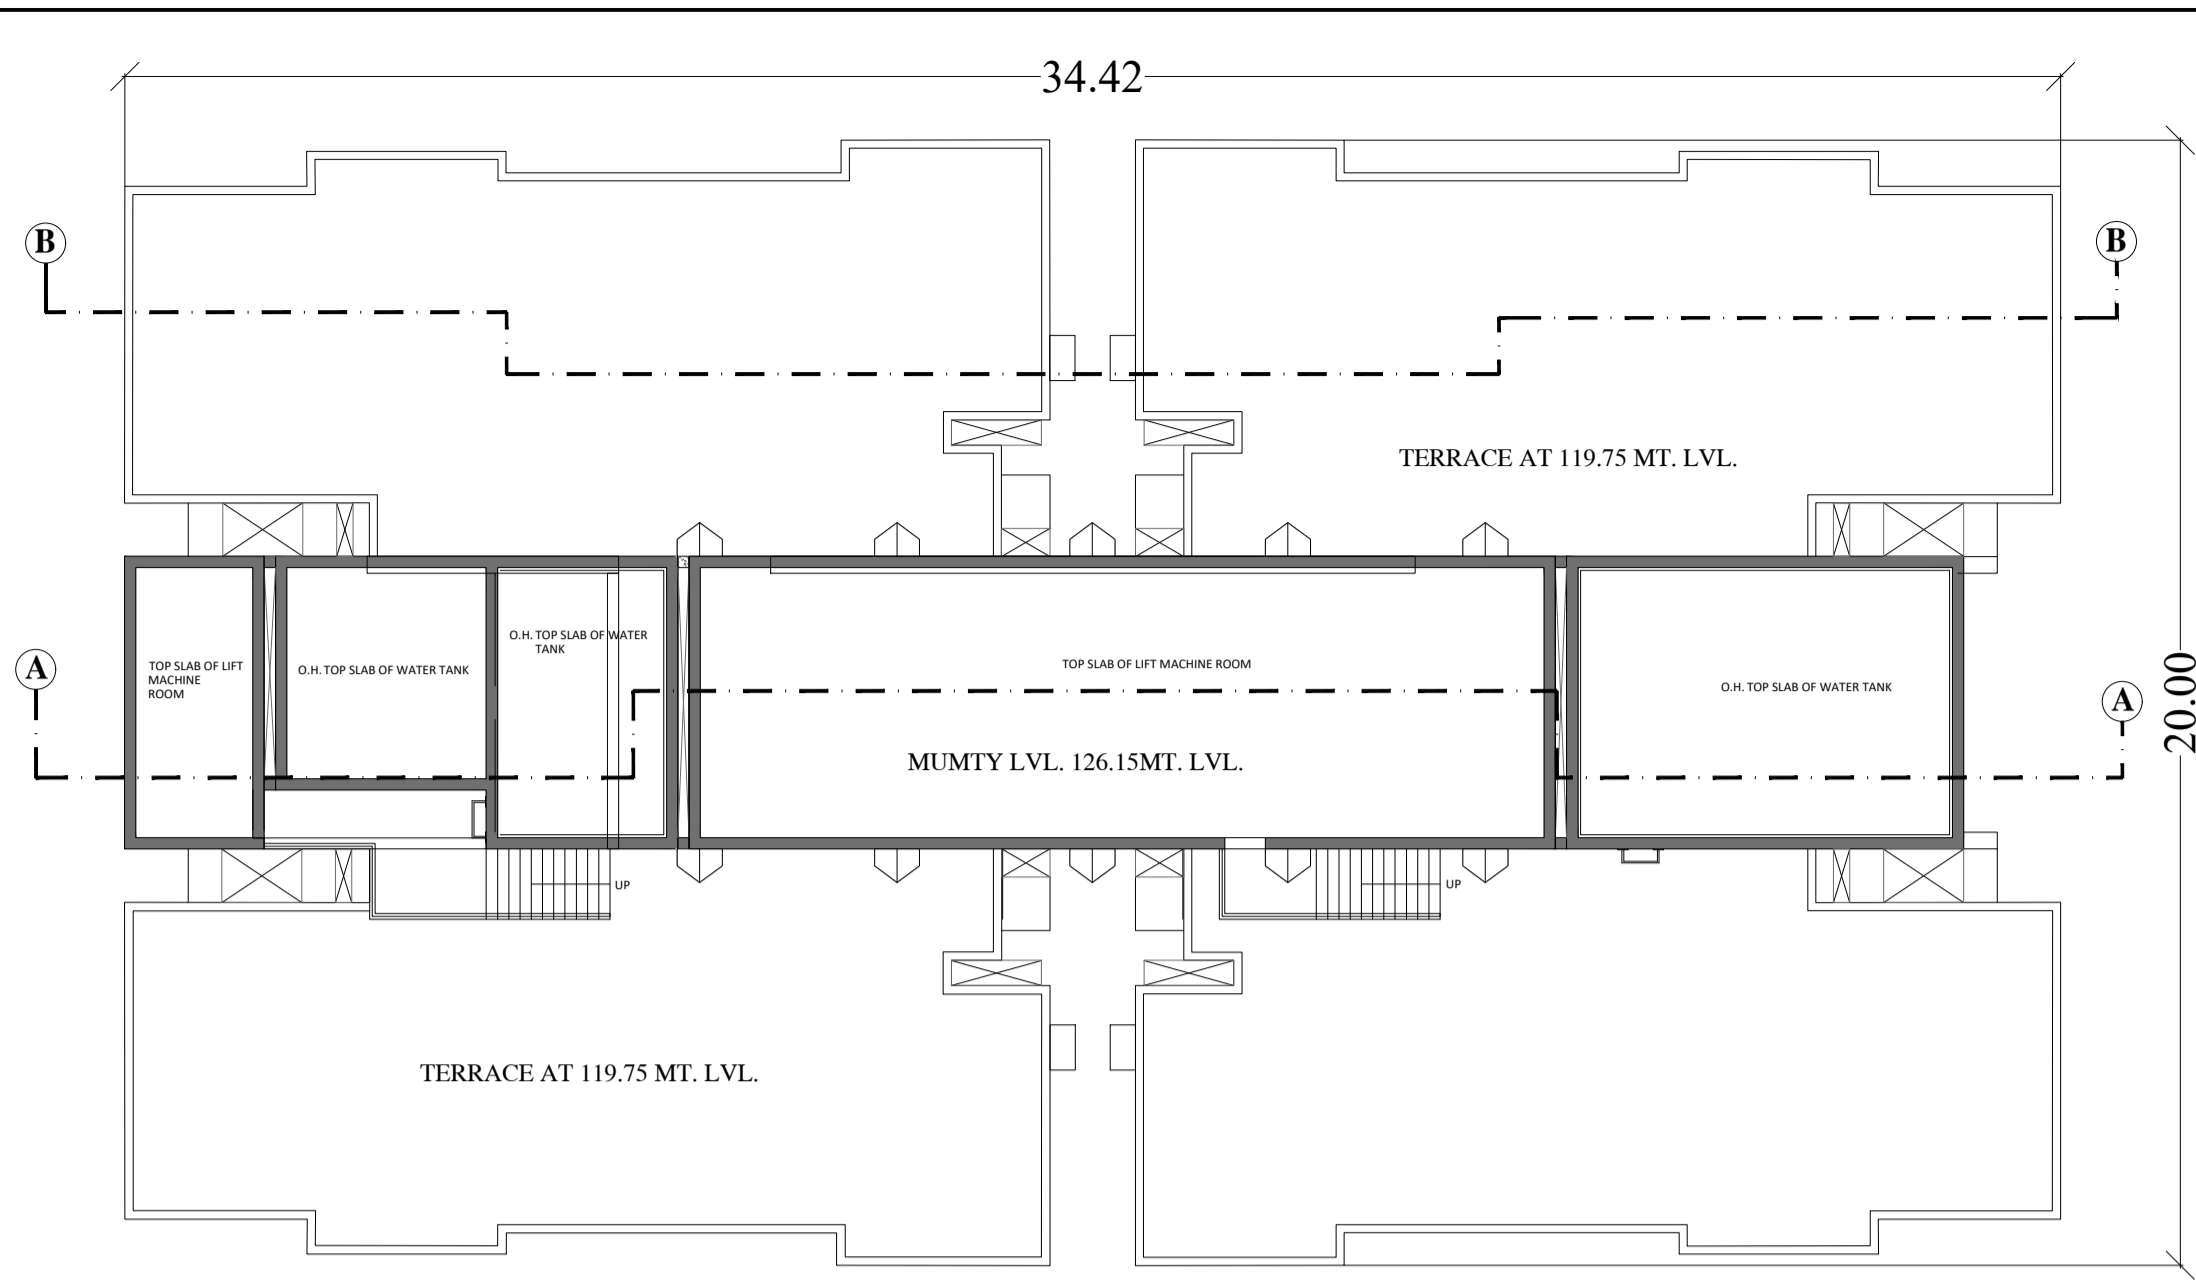 34.42
B
B
TERRACE AT 119.75 MT. LVL.
O.H. TOP SLAB OF WATER
TANK
TOP SLAB OF LIFT
MACHINE
ROOM
O.H. TOP SLAB OF WATER TANK
TOP SLAB OF LIFT MACHINE ROOM
O.H. TOP SLAB OF WATER TANK
A
A
20.00
MUMTY LVL. 126.15MT. LVL.
UP
UP
TERRACE AT 119.75 MT. LVL.